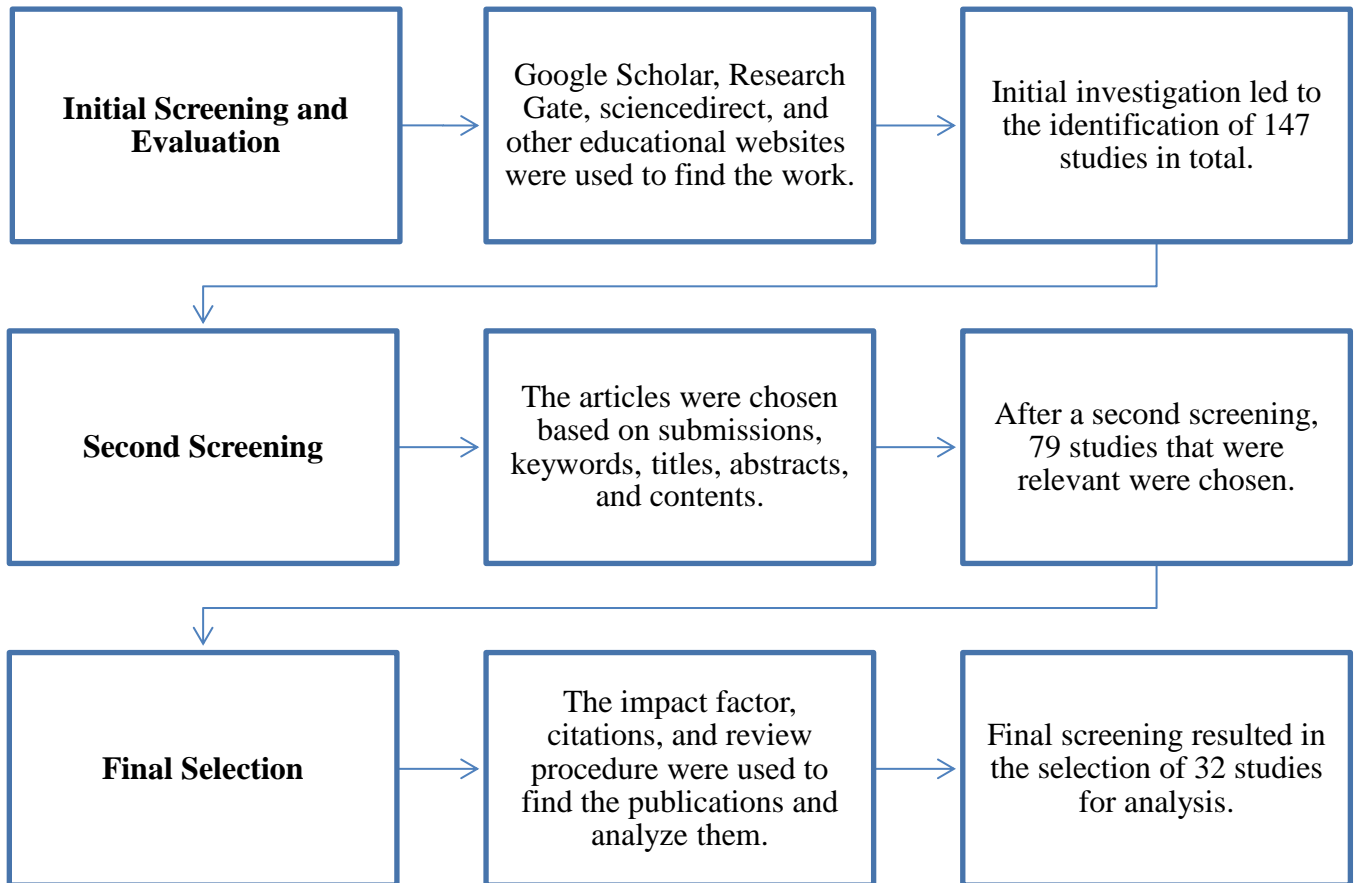 Initial Screening and
Evaluation
Google Scholar, Research
Gate, sciencedirect, and
other educational websites
were used to find the work.
Initial investigation led to
the identification of 147
studies in total.
Second Screening
The articles were chosen
based on submissions,
keywords, titles, abstracts,
and contents.
After a second screening,
79 studies that were
relevant were chosen.
Final Selection
The impact factor,
citations, and review
procedure were used to
find the publications and
analyze them.
Final screening resulted in
the selection of 32 studies
for analysis.